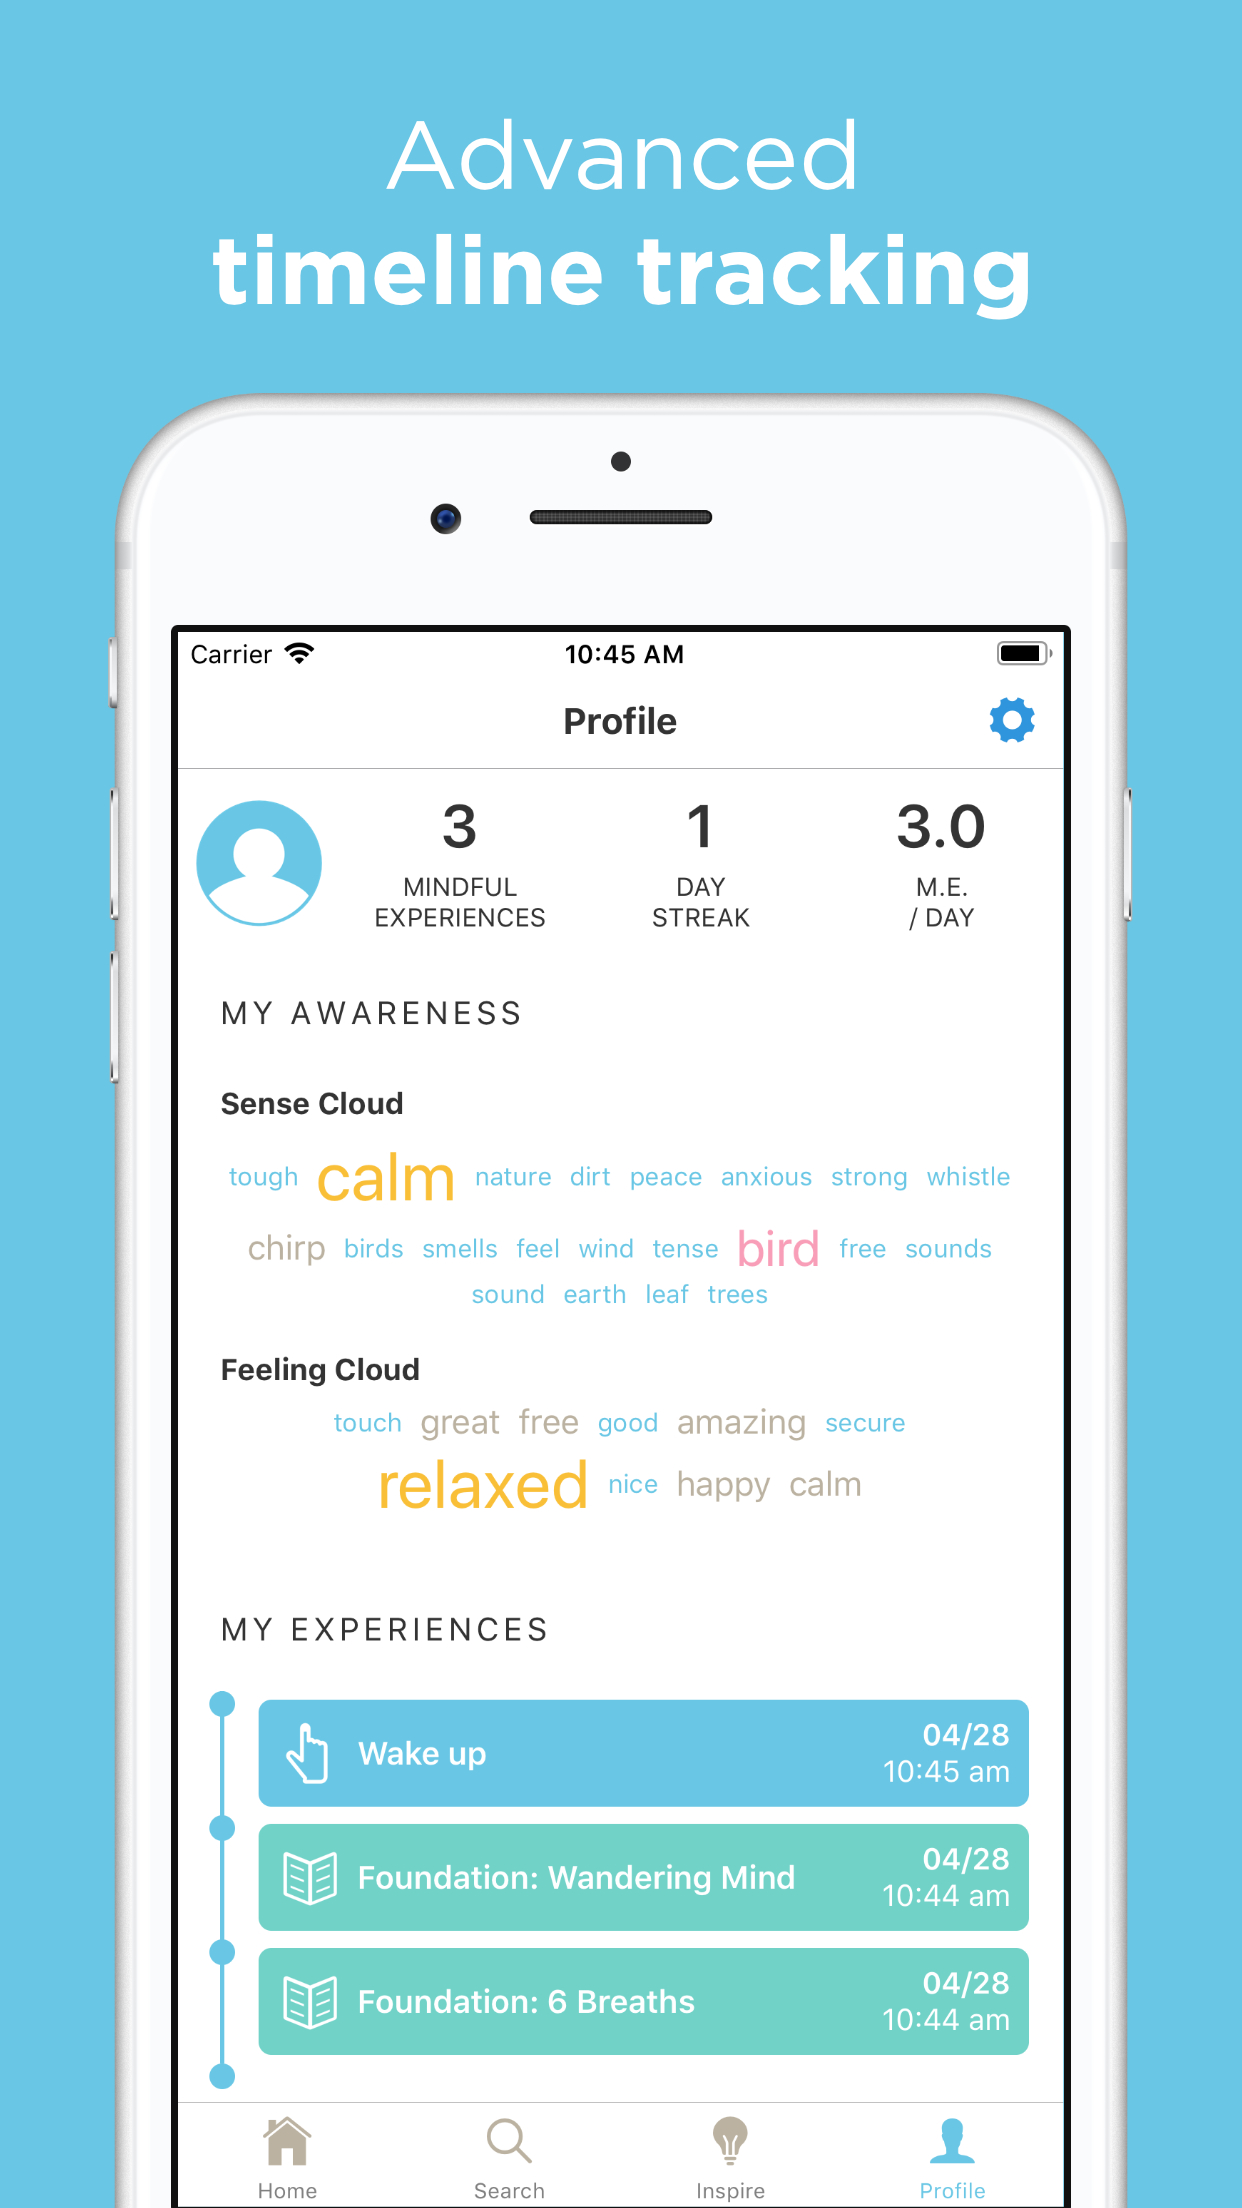 Advanced
timeline tracking
Carrier 10:45 AM
Profile
3 1 3.0
MINDFUL DAY M.E.
EXPERIENCES STREAK / DAY
MY AWARENESS
Sense Cloud
tough calm nature dirt peace anxious strong whistle
chirp birds smells feel wind tense bird free sounds
sound earth leaf trees
Feeling Cloud
touch great free good amazing secure
relaxed nice happy calm
MY EXPERIENCES
Wake up
04/28
10:45 am
Foundation: Wandering Mind
04/28
10:44 am
Foundation: 6 Breaths
04/28
10:44 am
Home Search Inspire Profile